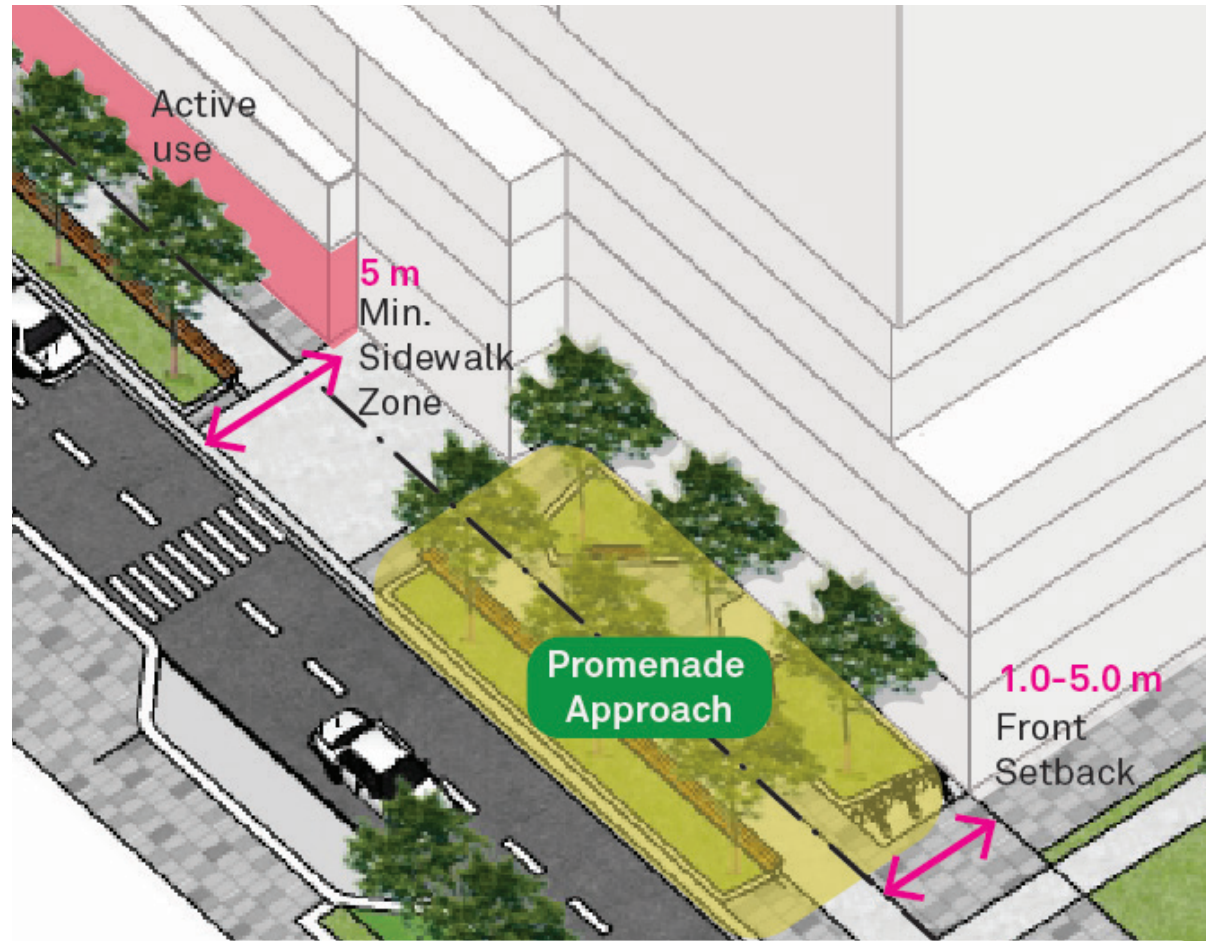 Active
use
5 m
Min.
Sidewalk
Zone
Promenade
Approach
1.0-5.0 m
Front
Setback